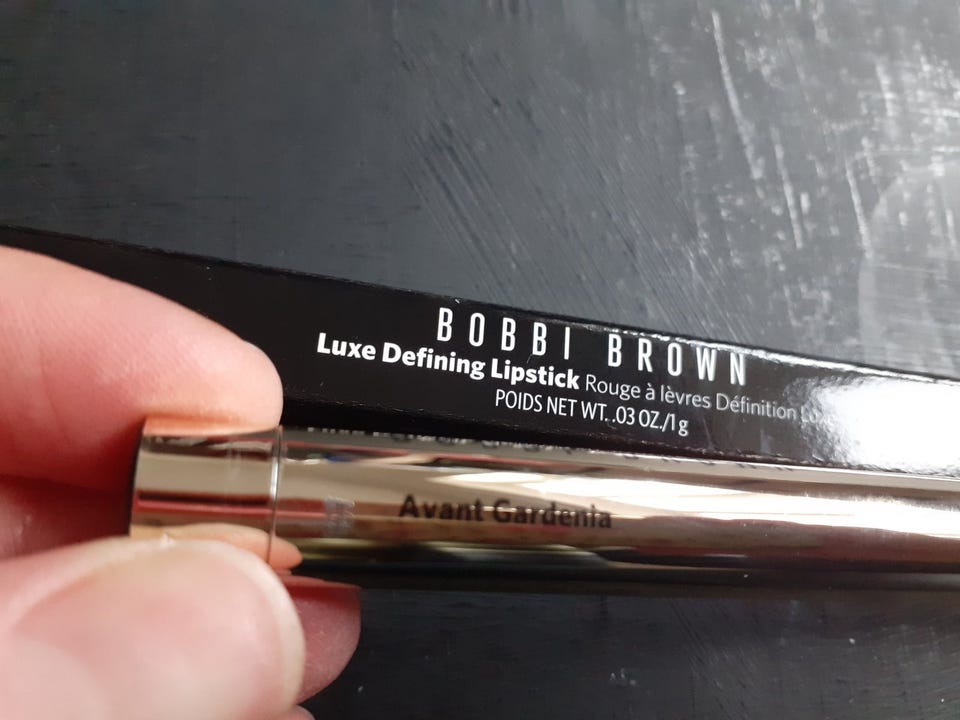 BOBBI BROWN
Luxe Defining Lipstick Rouge à lèvres Définition
POIDS NET WT. .03 OZ./1g
Avant Gardenia